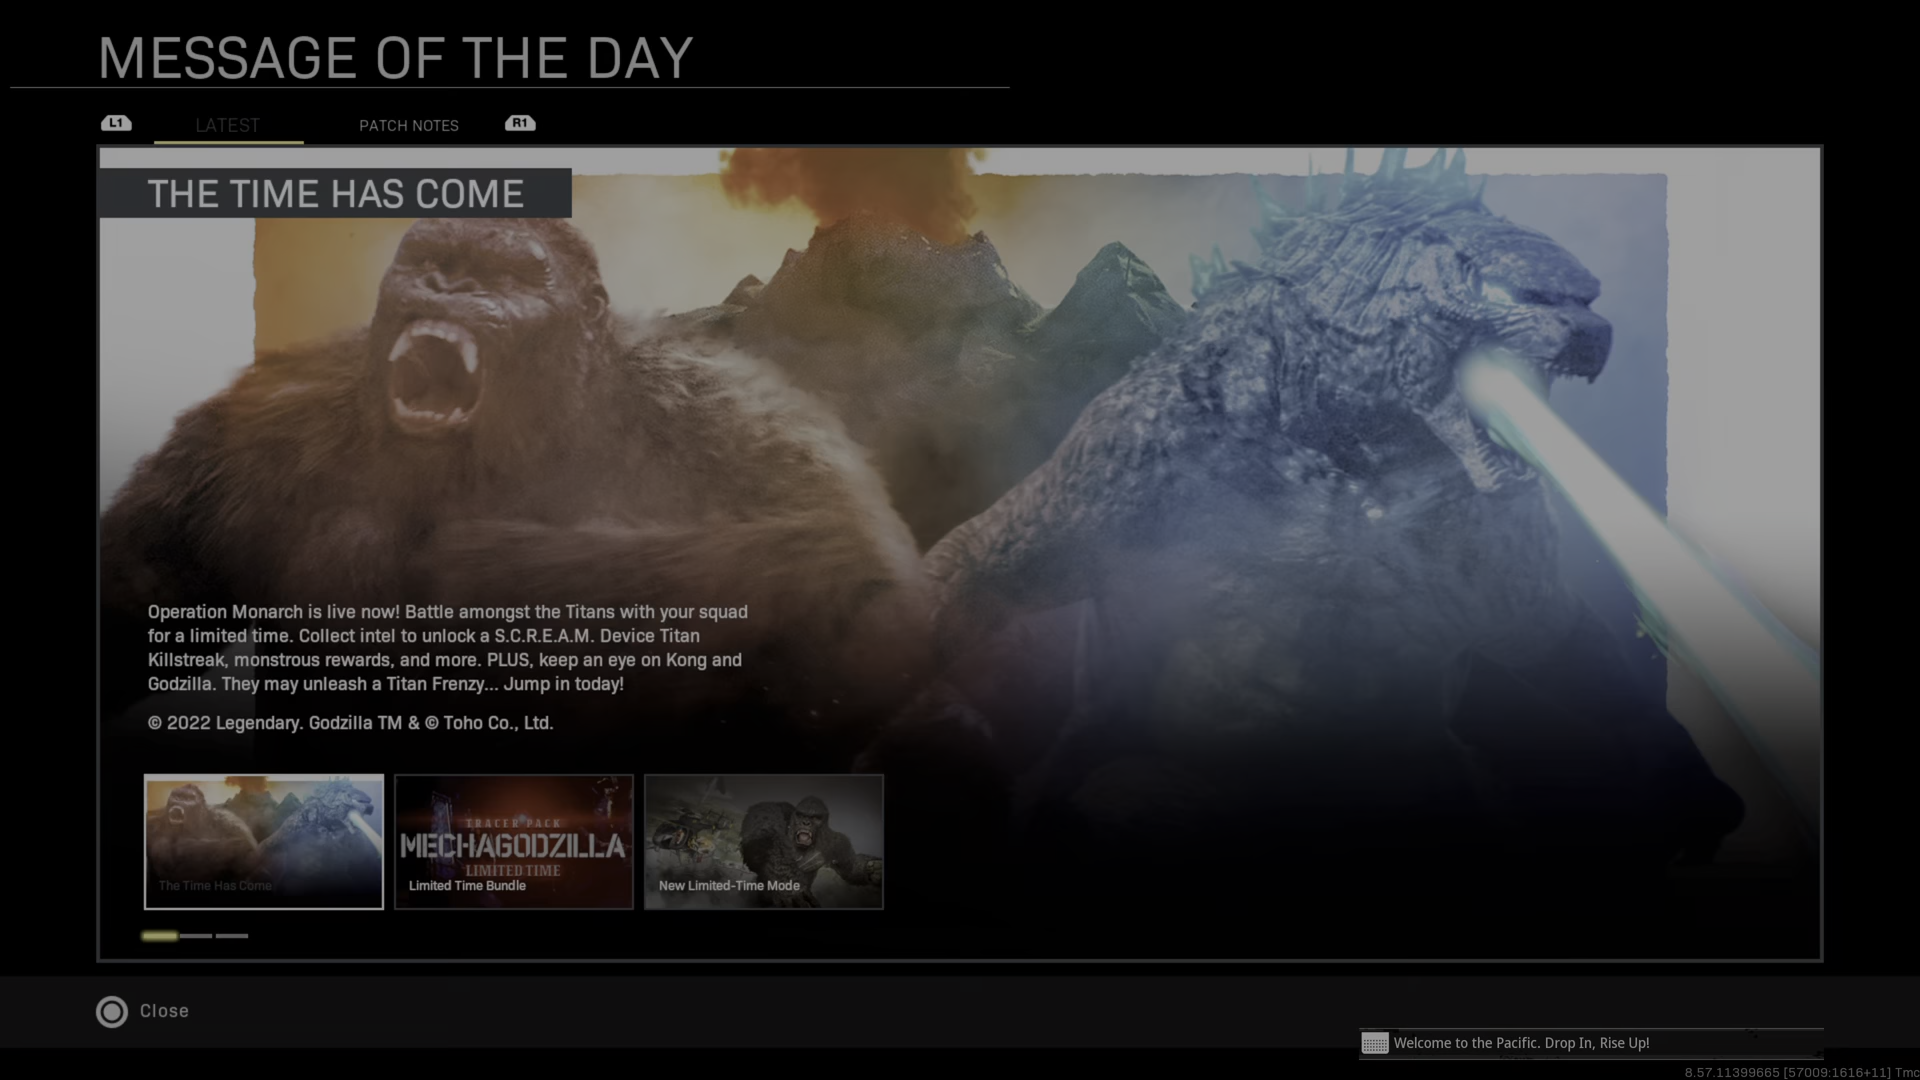 MESSAGE OF THE DAY
L1 LATEST PATCH NOTES R1
THE TIME HAS COME
Operation Monarch is live now! Battle amongst the Titans with your squad
for a limited time. Collect intel to unlock a S.C.R.E.A.M. Device Titan
Killstreak, monstrous rewards, and more. PLUS, keep an eye on Kong and
Godzilla. They may unleash a Titan Frenzy... Jump in today!
© 2022 Legendary. Godzilla TM & © Toho Co., Ltd.
The Time Has Come
TRACER PACK
MECHAGODZILLA
LIMITED TIME
Limited Time Bundle
New Limited-Time Mode
Close
Welcome to the Pacific. Drop In, Rise Up!
8.57.11399665 [57009:1616+11] Tmc